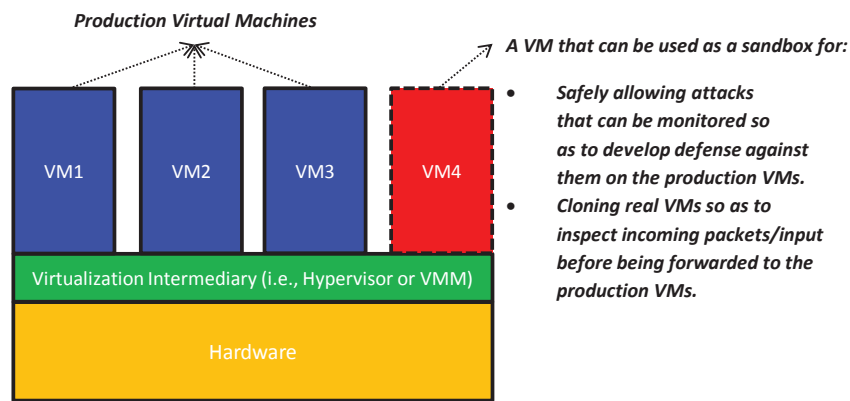 Production Virtual Machines
A VM that can be used as a sandbox for:
VM1
VM2
VM3
VM4
• Safely allowing attacks
that can be monitored so
as to develop defense against
them on the production VMs.
• Cloning real VMs so as to
inspect incoming packets/input
before being forwarded to the
production VMs.
Virtualization Intermediary (i.e., Hypervisor or VMM)
Hardware